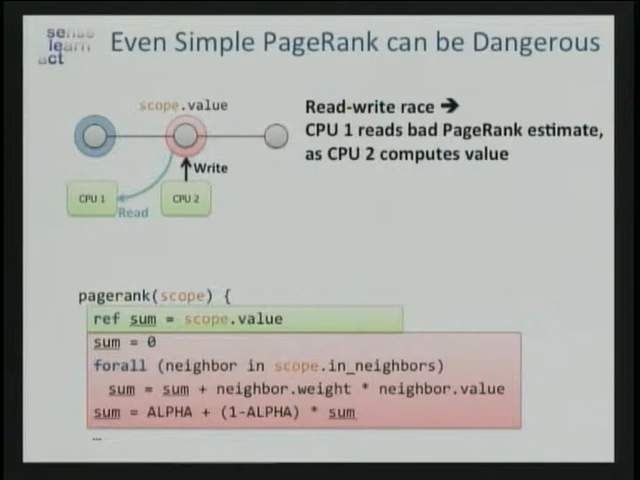 sense
learn
act
Even Simple PageRank can be Dangerous
scope.value
Read-write race ➔
CPU 1 reads bad PageRank estimate,
as CPU 2 computes value
Write
CPU 1
CPU 2
Read
pagerank(scope) {
ref sum = scope.value
sum = 0
forall (neighbor in scope.in_neighbors)
sum = sum + neighbor.weight * neighbor.value
sum = ALPHA + (1-ALPHA) * sum
…